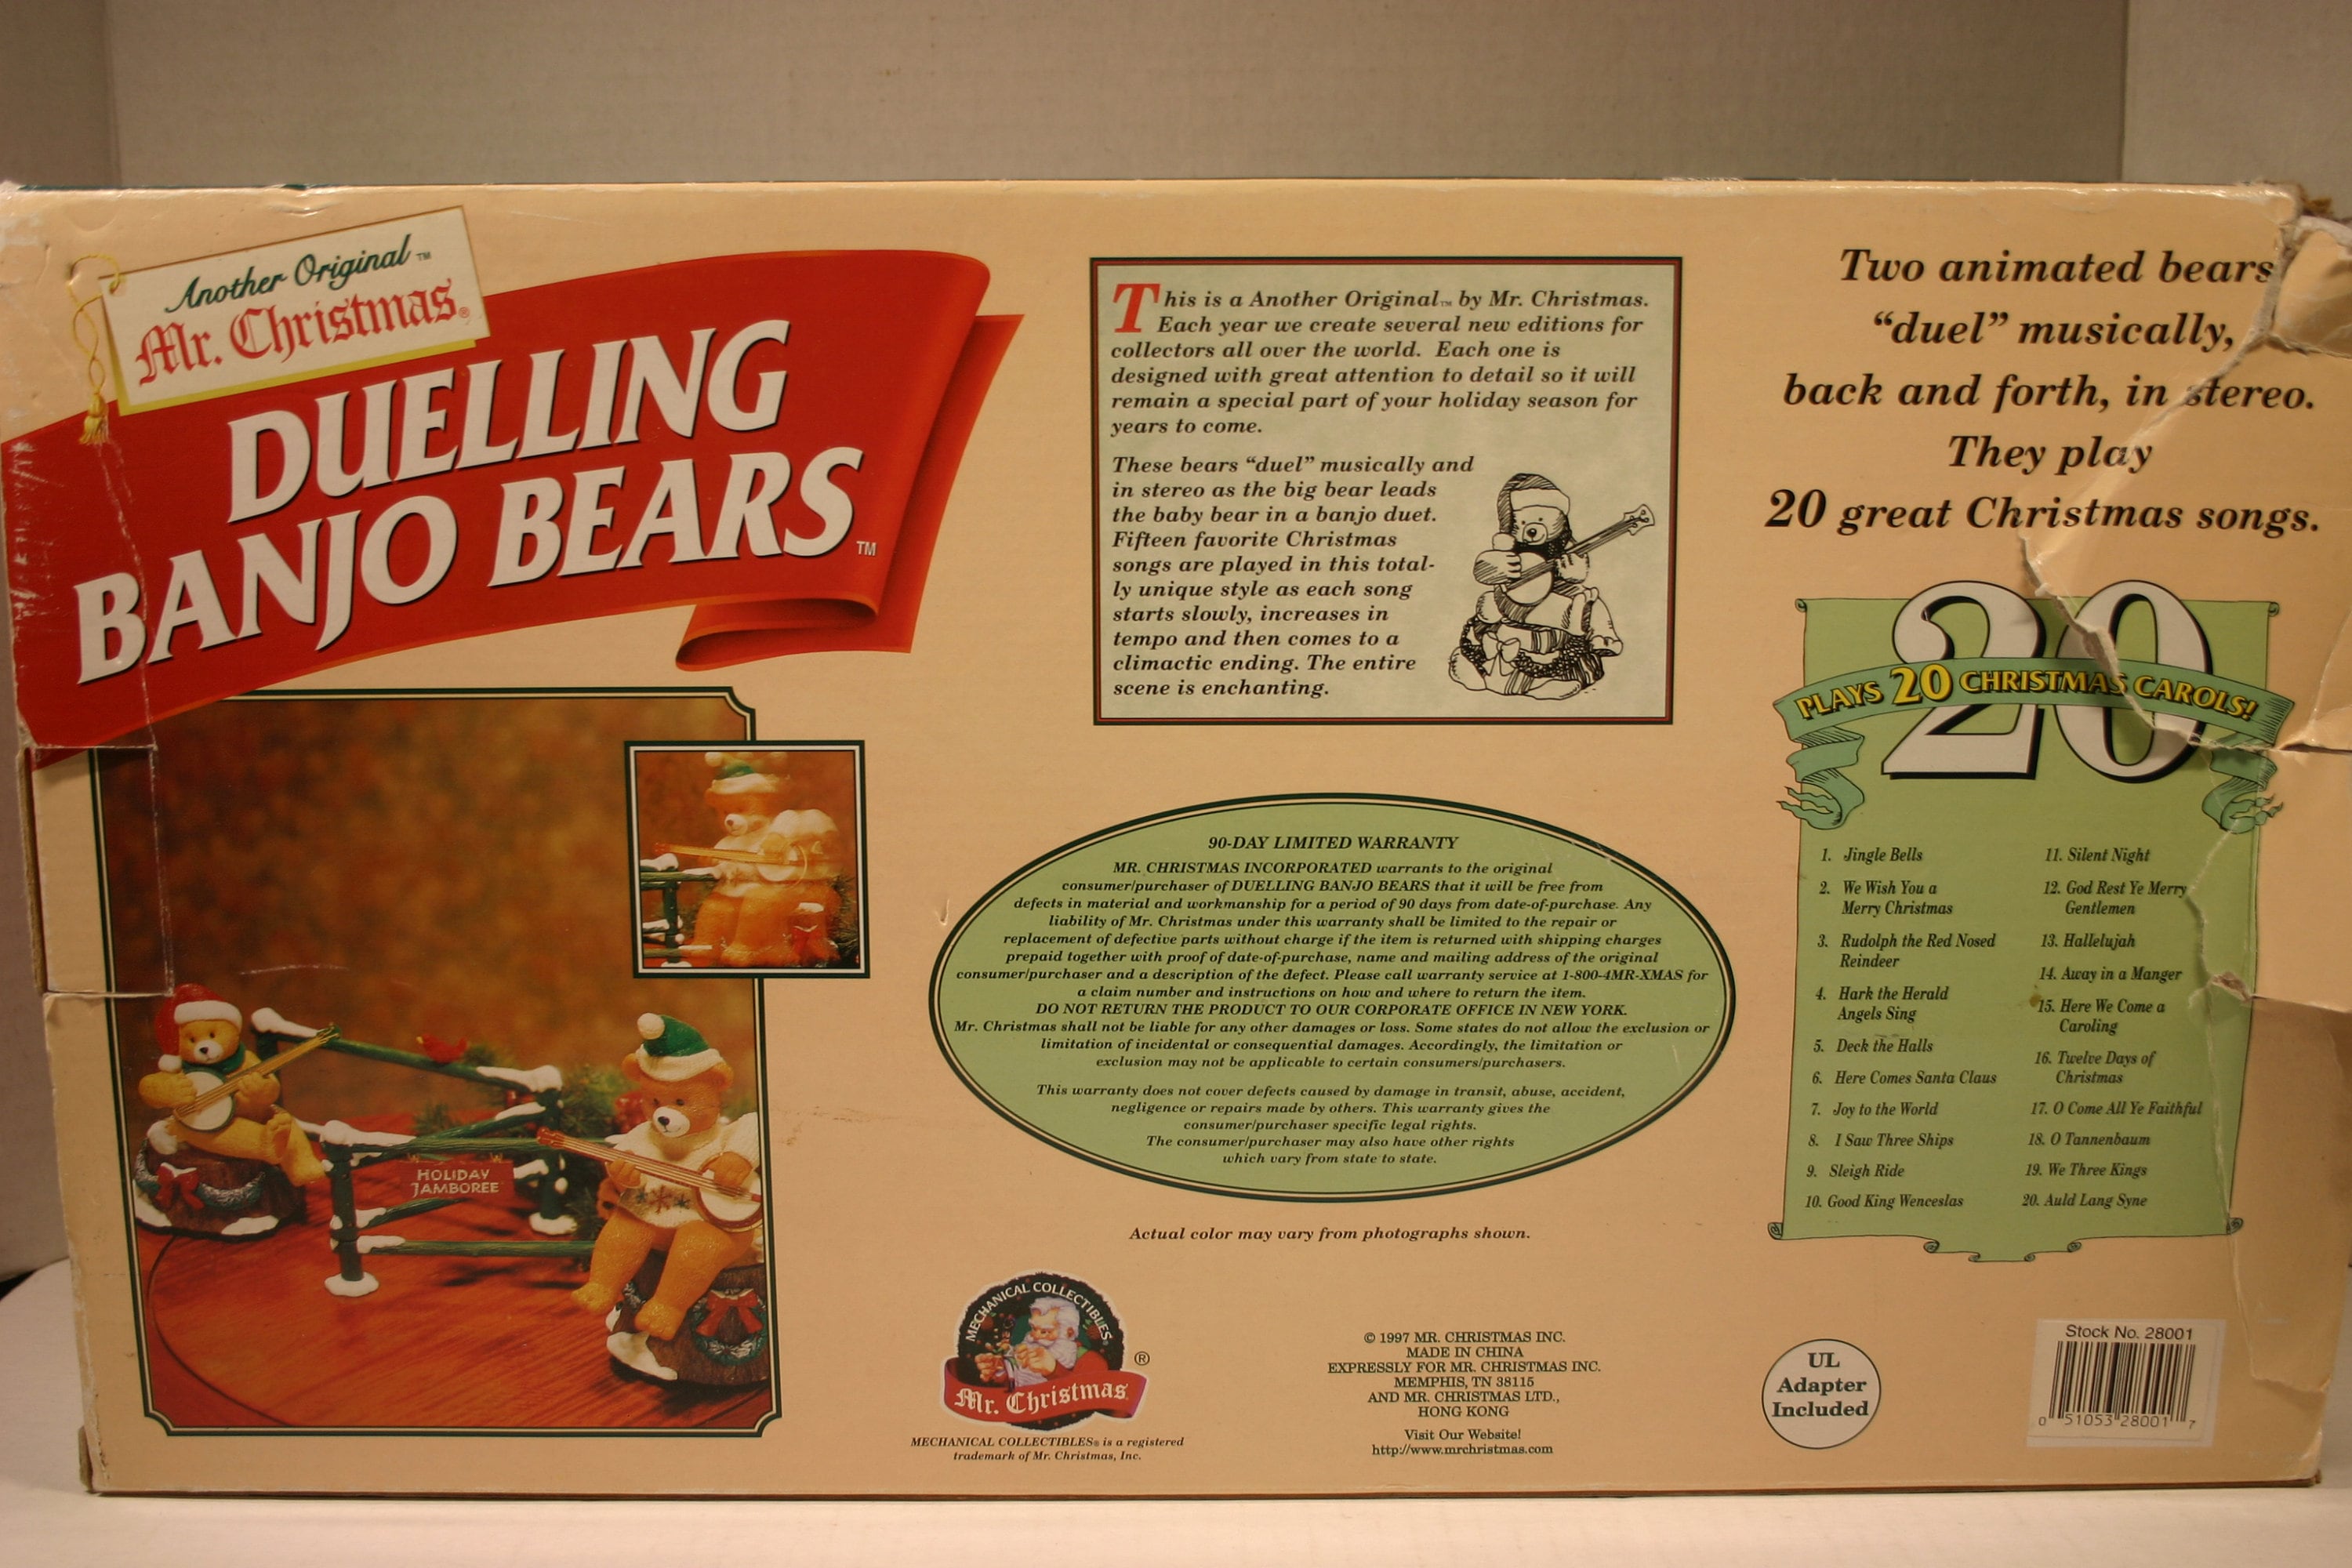 Another Original™
Mr. Christmas®
DUELLING
BANJO BEARS™
HOLIDAY
JAMBOREE
This is a Another Original™ by Mr. Christmas.
Each year we create several new editions for
collectors all over the world. Each one is
designed with great attention to detail so it will
remain a special part of your holiday season for
years to come.
These bears “duel” musically and
in stereo as the big bear leads
the baby bear in a banjo duet.
Fifteen favorite Christmas
songs are played in this total-
ly unique style as each song
starts slowly, increases in
tempo and then comes to a
climactic ending. The entire
scene is enchanting.
90-DAY LIMITED WARRANTY
MR. CHRISTMAS INCORPORATED warrants to the original
consumer/purchaser of DUELLING BANJO BEARS that it will be free from
defects in material and workmanship for a period of 90 days from date-of-purchase. Any
liability of Mr. Christmas under this warranty shall be limited to the repair or
replacement of defective parts without charge if the item is returned with shipping charges
prepaid together with proof of date-of-purchase, name and mailing address of the original
consumer/purchaser and a description of the defect. Please call warranty service at 1-800-4MR-XMAS for
a claim number and instructions on how and where to return the item.
DO NOT RETURN THE PRODUCT TO OUR CORPORATE OFFICE IN NEW YORK.
Mr. Christmas shall not be liable for any other damages or loss. Some states do not allow the exclusion or
limitation of incidental or consequential damages. Accordingly, the limitation or
exclusion may not be applicable to certain consumers/purchasers.
This warranty does not cover defects caused by damage in transit, abuse, accident,
negligence or repairs made by others. This warranty gives the
consumer/purchaser specific legal rights.
The consumer/purchaser may also have other rights
which vary from state to state.
Actual color may vary from photographs shown.
MECHANICAL COLLECTIBLES
Mr. Christmas
®
MECHANICAL COLLECTIBLES® is a registered
trademark of Mr. Christmas, Inc.
© 1997 MR. CHRISTMAS INC.
MADE IN CHINA
EXPRESSLY FOR MR. CHRISTMAS INC.
MEMPHIS, TN 38115
AND MR. CHRISTMAS LTD.,
HONG KONG
Visit Our Website!
http://www.mrchristmas.com
Two animated bears
“duel” musically,
back and forth, in stereo.
They play
20 great Christmas songs.
20
PLAYS 20 CHRISTMAS CAROLS!
1. Jingle Bells
2. We Wish You a
Merry Christmas
3. Rudolph the Red Nosed
Reindeer
4. Hark the Herald
Angels Sing
5. Deck the Halls
6. Here Comes Santa Claus
7. Joy to the World
8. I Saw Three Ships
9. Sleigh Ride
10. Good King Wenceslas
11. Silent Night
12. God Rest Ye Merry
Gentlemen
13. Hallelujah
14. Away in a Manger
15. Here We Come a
Caroling
16. Twelve Days of
Christmas
17. O Come All Ye Faithful
18. O Tannenbaum
19. We Three Kings
20. Auld Lang Syne
UL
Adapter
Included
Stock No. 28001
0 51053 28001 7